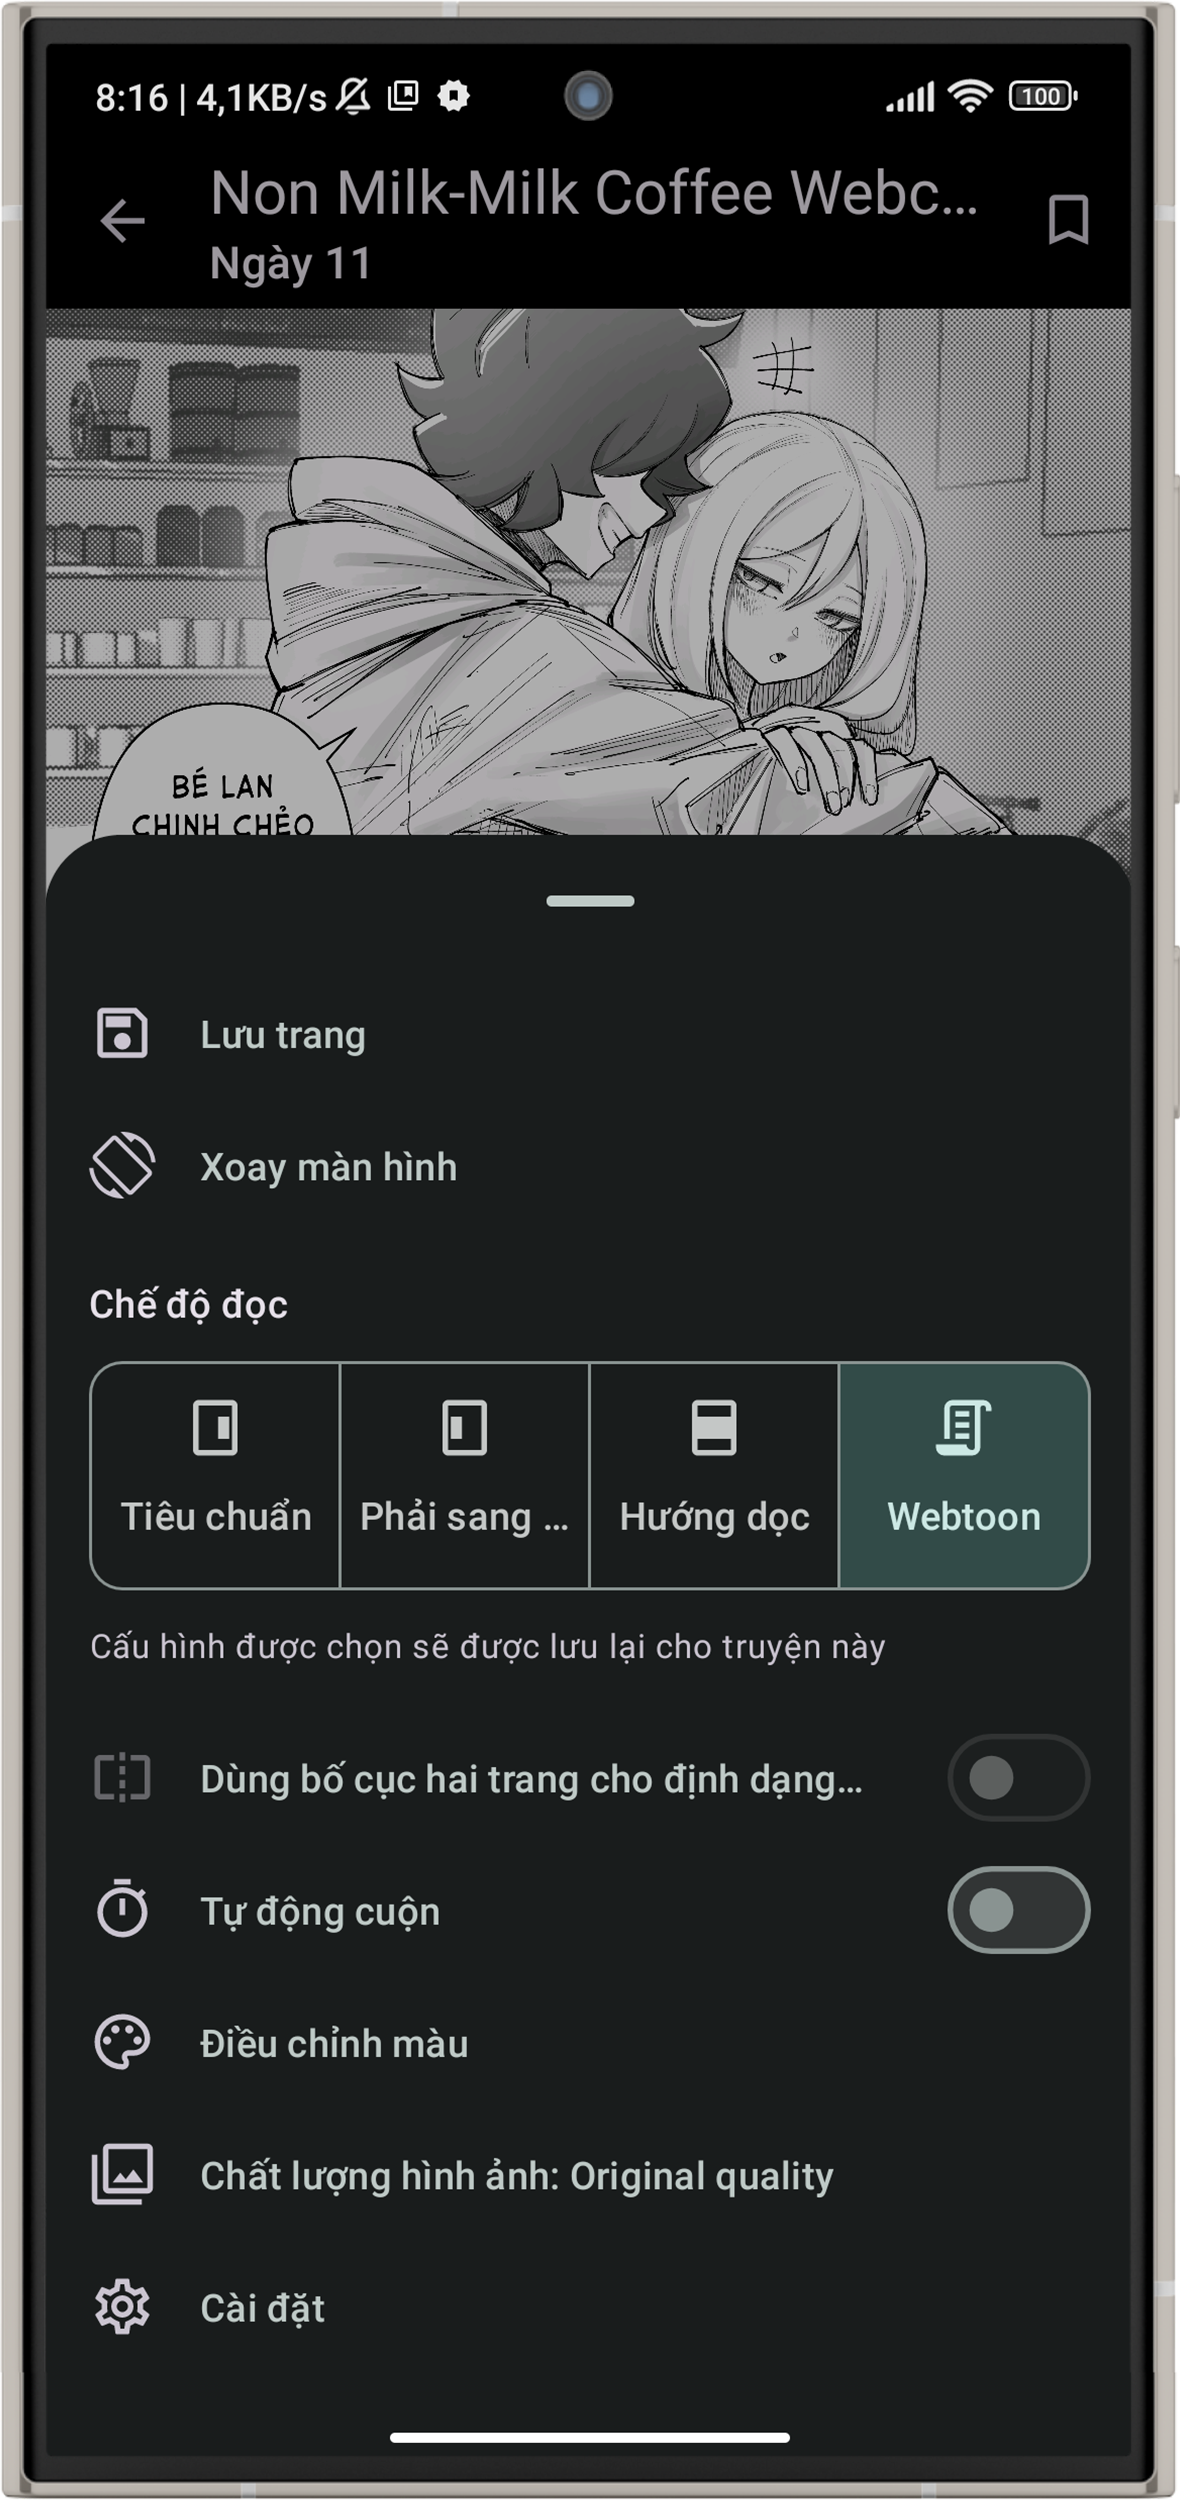 8:16 | 4,1KB/s
100
Non Milk-Milk Coffee Webc...
Ngày 11
BÉ LAN
CHINH CHẺO
Lưu trang
Xoay màn hình
Chế độ đọc
Tiêu chuẩn
Phải sang ...
Hướng dọc
Webtoon
Cấu hình được chọn sẽ được lưu lại cho truyện này
Dùng bố cục hai trang cho định dạng...
Tự động cuộn
Điều chỉnh màu
Chất lượng hình ảnh: Original quality
Cài đặt